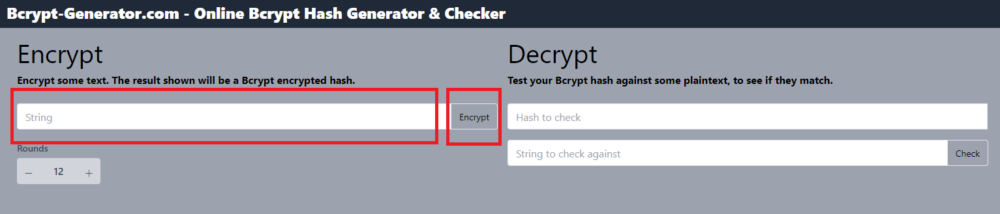 Bcrypt-Generator.com - Online Bcrypt Hash Generator & Checker
Encrypt
Encrypt some text. The result shown will be a Bcrypt encrypted hash.
String
Encrypt
Rounds
− 12 +
Decrypt
Test your Bcrypt hash against some plaintext, to see if they match.
Hash to check
String to check against
Check